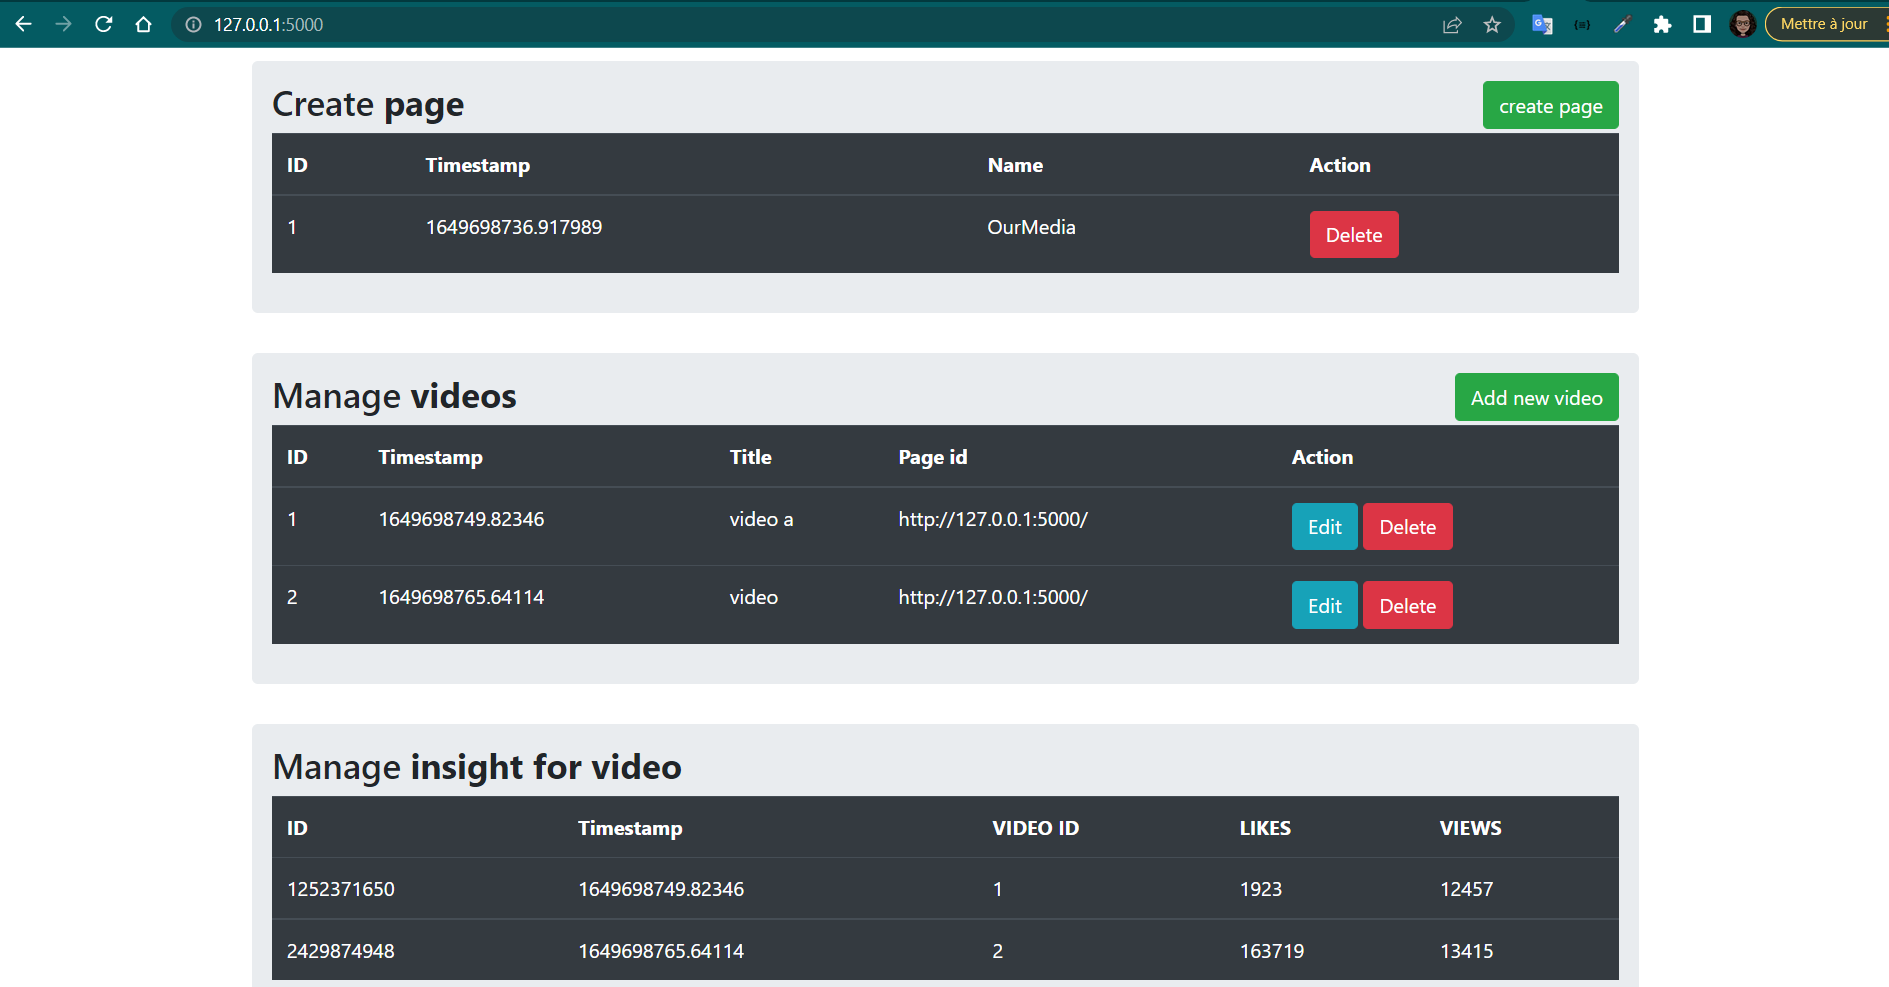 127.0.0.1:5000
Mettre à jour
Create page
create page
ID Timestamp Name Action
1 1649698736.917989 OurMedia Delete
Manage videos
Add new video
ID Timestamp Title Page id Action
1 1649698749.82346 video a http://127.0.0.1:5000/ Edit Delete
2 1649698765.64114 video http://127.0.0.1:5000/ Edit Delete
Manage insight for video
ID Timestamp VIDEO ID LIKES VIEWS
1252371650 1649698749.82346 1 1923 12457
2429874948 1649698765.64114 2 163719 13415